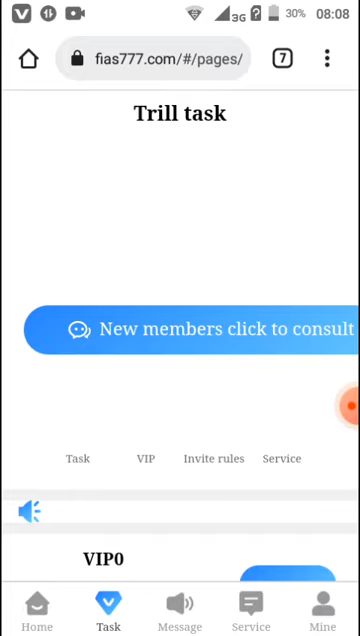 3G 30% 08:08
fias777.com/#/pages/ 7
Trill task
New members click to consult
Task VIP Invite rules Service
VIP0
Home Task Message Service Mine